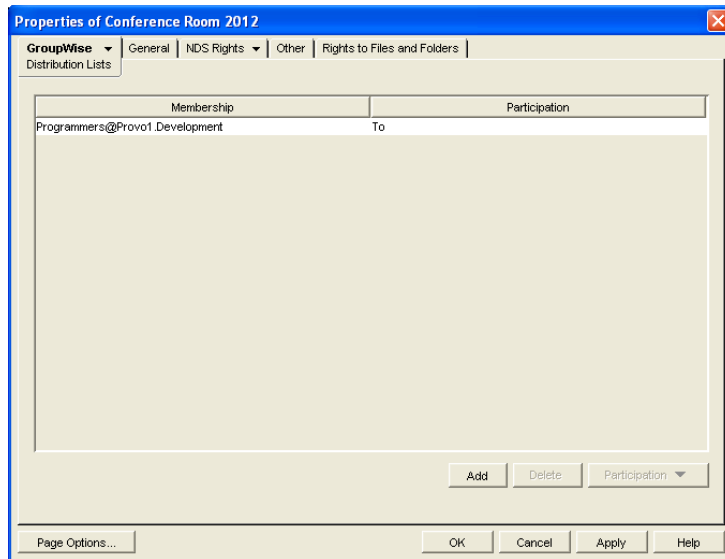 Properties of Conference Room 2012
GroupWise General NDS Rights Other Rights to Files and Folders
Distribution Lists
Membership Participation
Programmers@Provo1.Development To
Add Delete Participation
Page Options... OK Cancel Apply Help